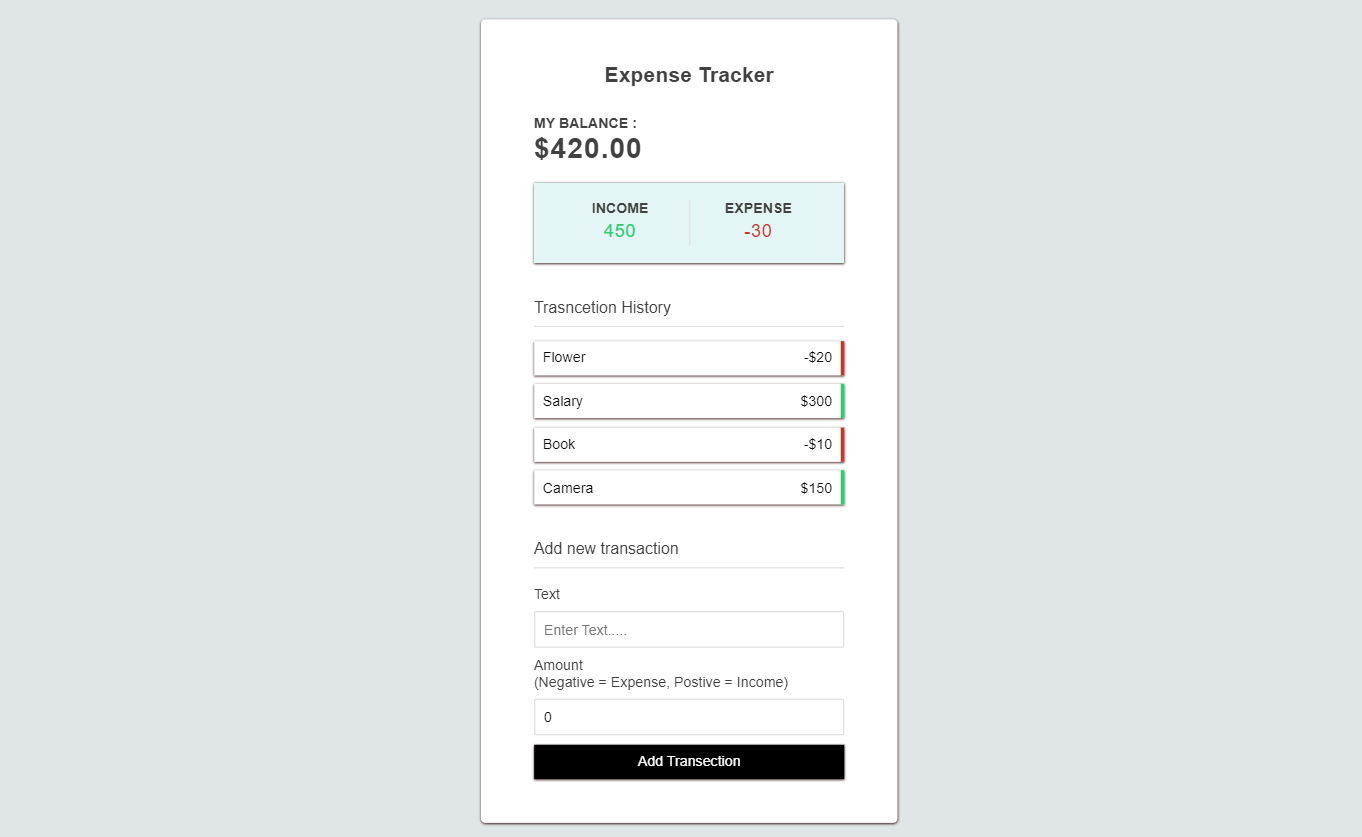 Expense Tracker
MY BALANCE :
$420.00
INCOME EXPENSE
450 -30
Trasncetion History
Flower -$20
Salary $300
Book -$10
Camera $150
Add new transaction
Text
Enter Text.....
Amount
(Negative = Expense, Postive = Income)
0
Add Transection